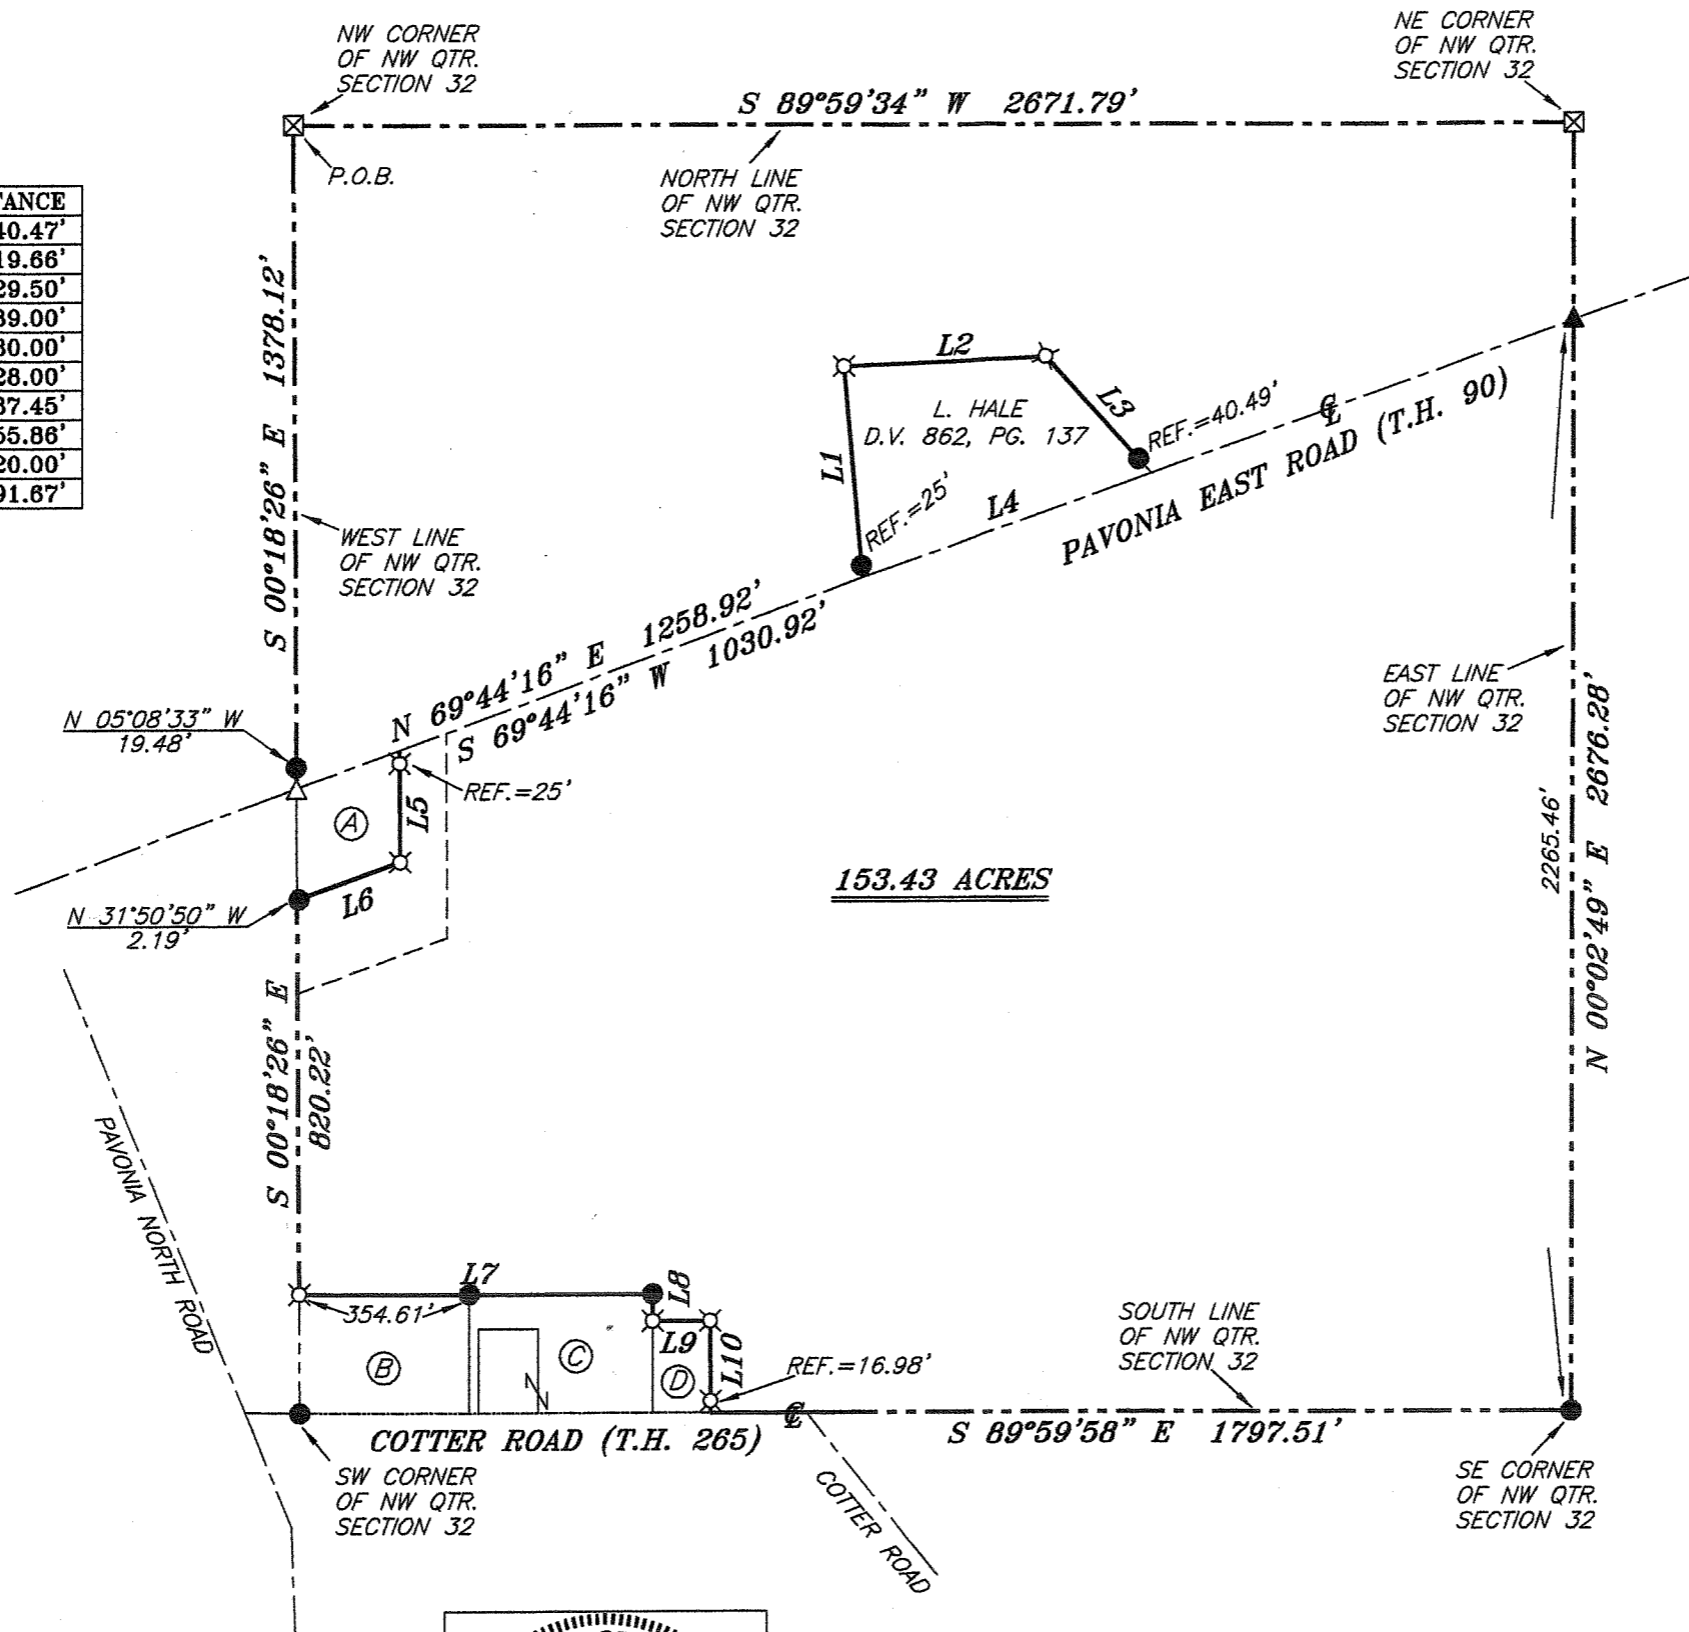 NW CORNER
OF NW QTR.
SECTION 32
NE CORNER
OF NW QTR.
SECTION 32
S 89°59'34" W 2671.79'
P.O.B.
NORTH LINE
OF NW QTR.
SECTION 32
TANCE
40.47'
19.66'
29.50'
39.00'
30.00'
28.00'
37.45'
55.86'
20.00'
91.67'
S 00°18'26" E 1378.12'
WEST LINE
OF NW QTR.
SECTION 32
L1
L2
L3
L. HALE
D.V. 862, PG. 137
REF.=40.49'
REF.=25'
L4
℄
PAVONIA EAST ROAD (T.H. 90)
N 69°44'16" E 1258.92'
S 69°44'16" W 1030.92'
EAST LINE
OF NW QTR.
SECTION 32
N 05°08'33" W
19.48'
REF.=25'
A
L5
L6
N 31°50'50" W
2.19'
153.43 ACRES
2265.46'
N 00°02'49" E 2676.28'
S 00°18'26" E
820.22'
PAVONIA NORTH ROAD
L7
354.61'
L8
L9
L10
B
C
D
REF.=16.98'
SOUTH LINE
OF NW QTR.
SECTION 32
℄
COTTER ROAD (T.H. 265)
S 89°59'58" E 1797.51'
SW CORNER
OF NW QTR.
SECTION 32
COTTER ROAD
SE CORNER
OF NW QTR.
SECTION 32